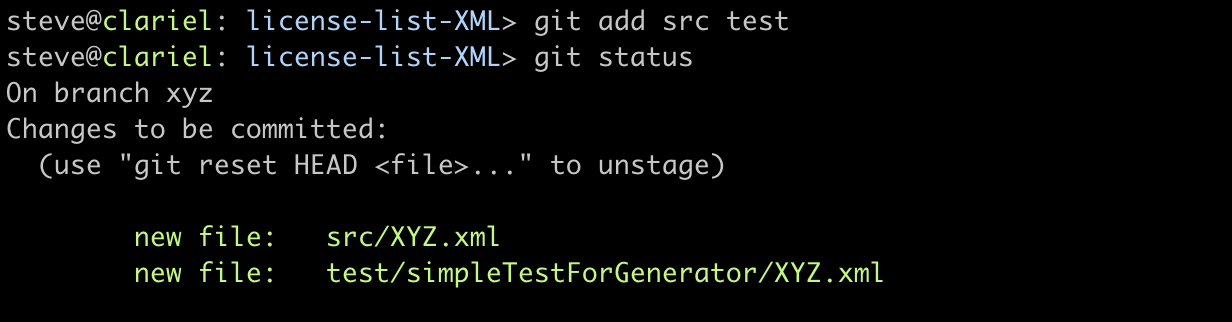 steve@clariel: license-list-XML> git add src test
steve@clariel: license-list-XML> git status
On branch xyz
Changes to be committed:
  (use "git reset HEAD <file>..." to unstage)

        new file:   src/XYZ.xml
        new file:   test/simpleTestForGenerator/XYZ.xml